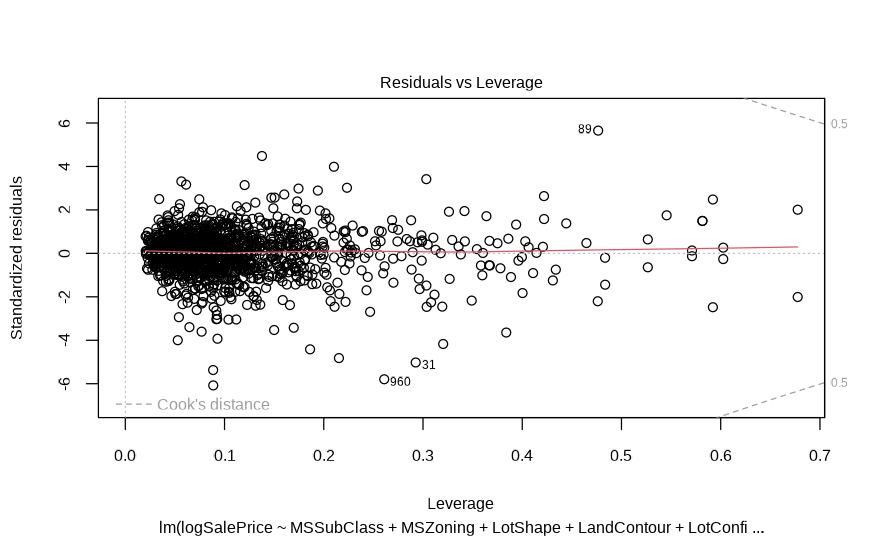 Residuals vs Leverage
Standardized residuals
6
4
2
0
-2
-4
-6
89
31
960
0.5
0.5
Cook's distance
0.0 0.1 0.2 0.3 0.4 0.5 0.6 0.7
Leverage
lm(logSalePrice ~ MSSubClass + MSZoning + LotShape + LandContour + LotConfi ...